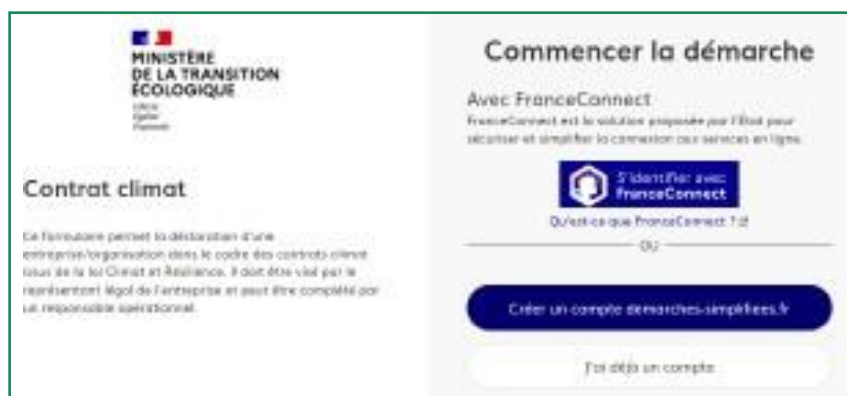 MINISTÈRE
DE LA TRANSITION
ÉCOLOGIQUE
Liberté
Égalité
Fraternité
Contrat climat
Ce formulaire permet la déclaration d'une
entreprise/organisation dans le cadre des contrats climat
issus de la loi Climat et Résilience. Il doit être visé par le
représentant légal de l'entreprise et peut être complété par
un responsable opérationnel.
Commencer la démarche
Avec FranceConnect
FranceConnect est la solution proposée par l'État pour
sécuriser et simplifier la connexion aux services en ligne.
S'identifier avec
FranceConnect
Qu'est-ce que FranceConnect ?
OU
Créer un compte demarches-simplifiees.fr
J'ai déjà un compte